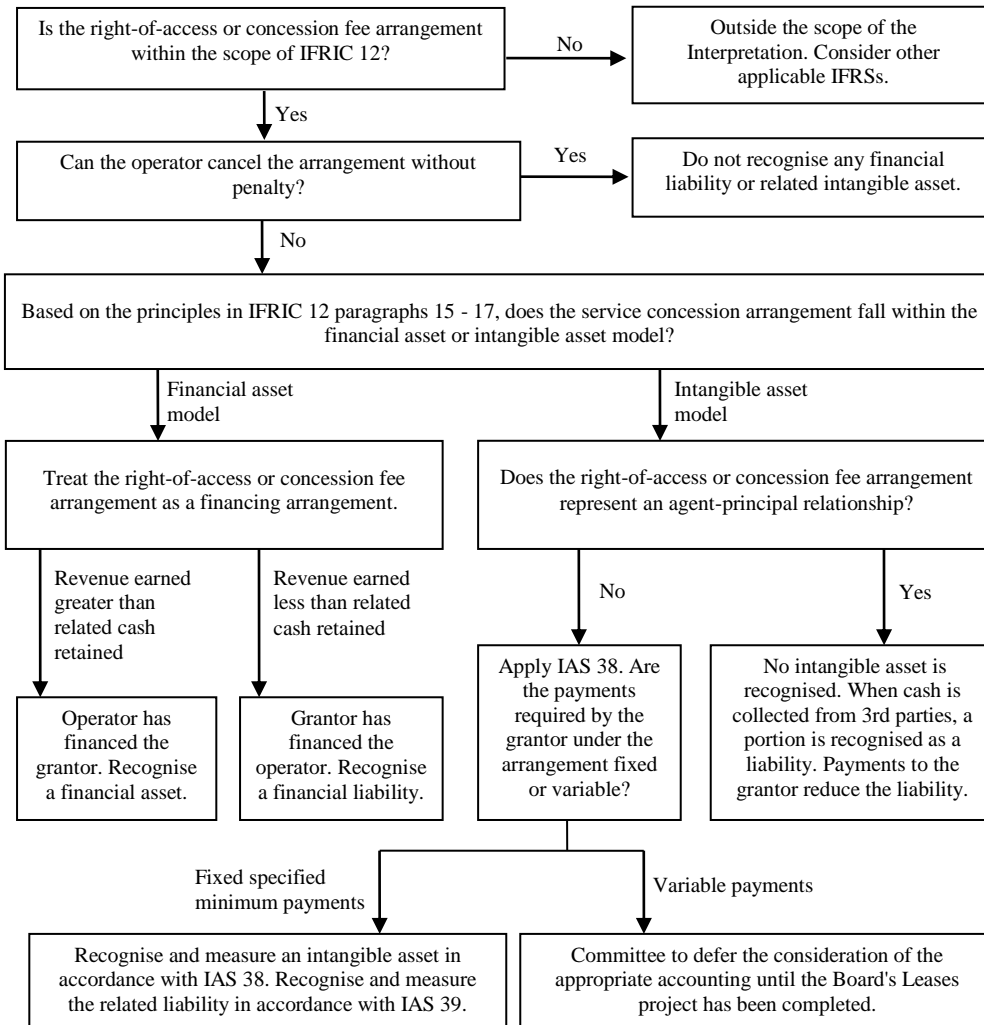 Is the right-of-access or concession fee arrangement
within the scope of IFRIC 12?
No
Outside the scope of the
Interpretation. Consider other
applicable IFRSs.
Yes
Can the operator cancel the arrangement without
penalty?
Yes
Do not recognise any financial
liability or related intangible asset.
No
Based on the principles in IFRIC 12 paragraphs 15 - 17, does the service concession arrangement fall within the
financial asset or intangible asset model?
Financial asset
model
Intangible asset
model
Treat the right-of-access or concession fee
arrangement as a financing arrangement.
Does the right-of-access or concession fee arrangement
represent an agent-principal relationship?
Revenue earned
greater than
related cash
retained
Revenue earned
less than related
cash retained
No
Yes
Operator has
financed the
grantor. Recognise
a financial asset.
Grantor has
financed the
operator. Recognise
a financial liability.
Apply IAS 38. Are
the payments
required by the
grantor under the
arrangement fixed
or variable?
No intangible asset is
recognised. When cash is
collected from 3rd parties, a
portion is recognised as a
liability. Payments to the
grantor reduce the liability.
Fixed specified
minimum payments
Variable payments
Recognise and measure an intangible asset in
accordance with IAS 38. Recognise and measure
the related liability in accordance with IAS 39.
Committee to defer the consideration of the
appropriate accounting until the Board's Leases
project has been completed.